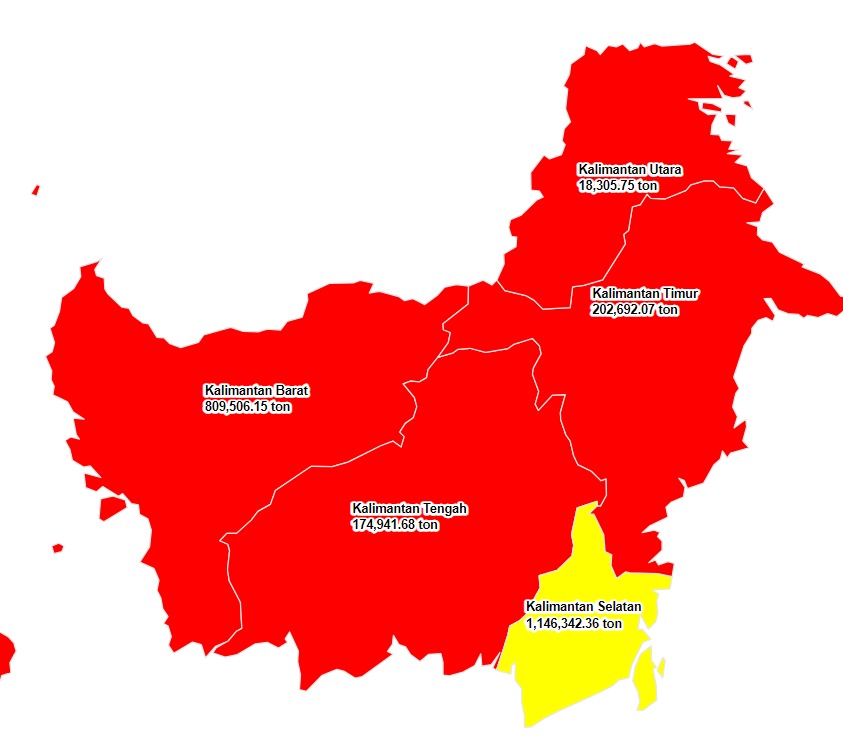 Kalimantan Utara
18,305.75 ton
Kalimantan Timur
202,692.07 ton
Kalimantan Barat
809,506.15 ton
Kalimantan Tengah
174,941.68 ton
Kalimantan Selatan
1,146,342.36 ton